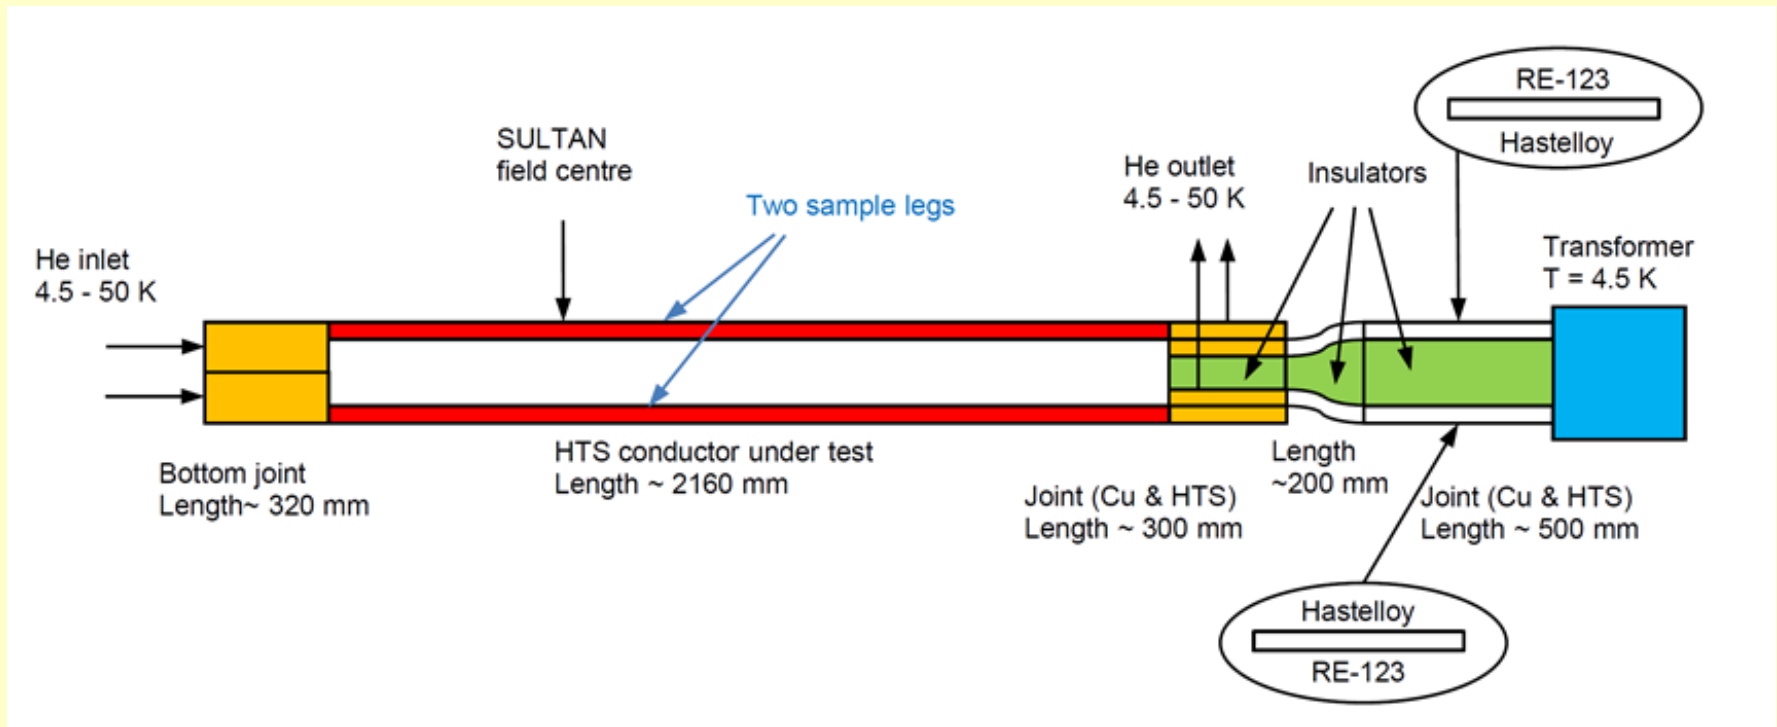 RE-123
Hastelloy
SULTAN
field centre
He outlet
4.5 - 50 K
Insulators
Two sample legs
He inlet
4.5 - 50 K
Transformer
T = 4.5 K
Bottom joint
Length~ 320 mm
HTS conductor under test
Length ~ 2160 mm
Joint (Cu & HTS)
Length ~ 300 mm
Length
~200 mm
Joint (Cu & HTS)
Length ~ 500 mm
Hastelloy
RE-123